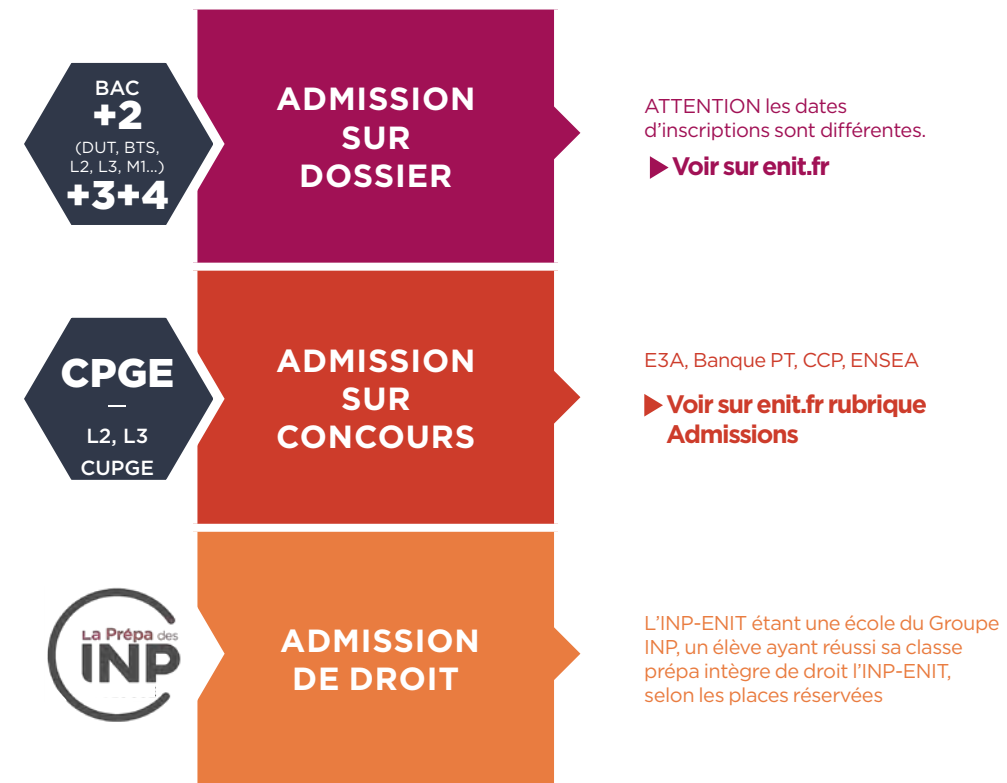 BAC
+2
(DUT, BTS,
L2, L3, M1...)
+3+4
ADMISSION
SUR
DOSSIER
ATTENTION les dates
d’inscriptions sont différentes.
Voir sur enit.fr
CPGE
—
L2, L3
CUPGE
ADMISSION
SUR
CONCOURS
E3A, Banque PT, CCP, ENSEA
Voir sur enit.fr rubrique
Admissions
La Prépa des
INP
ADMISSION
DE DROIT
L’INP-ENIT étant une école du Groupe
INP, un élève ayant réussi sa classe
prépa intègre de droit l’INP-ENIT,
selon les places réservées